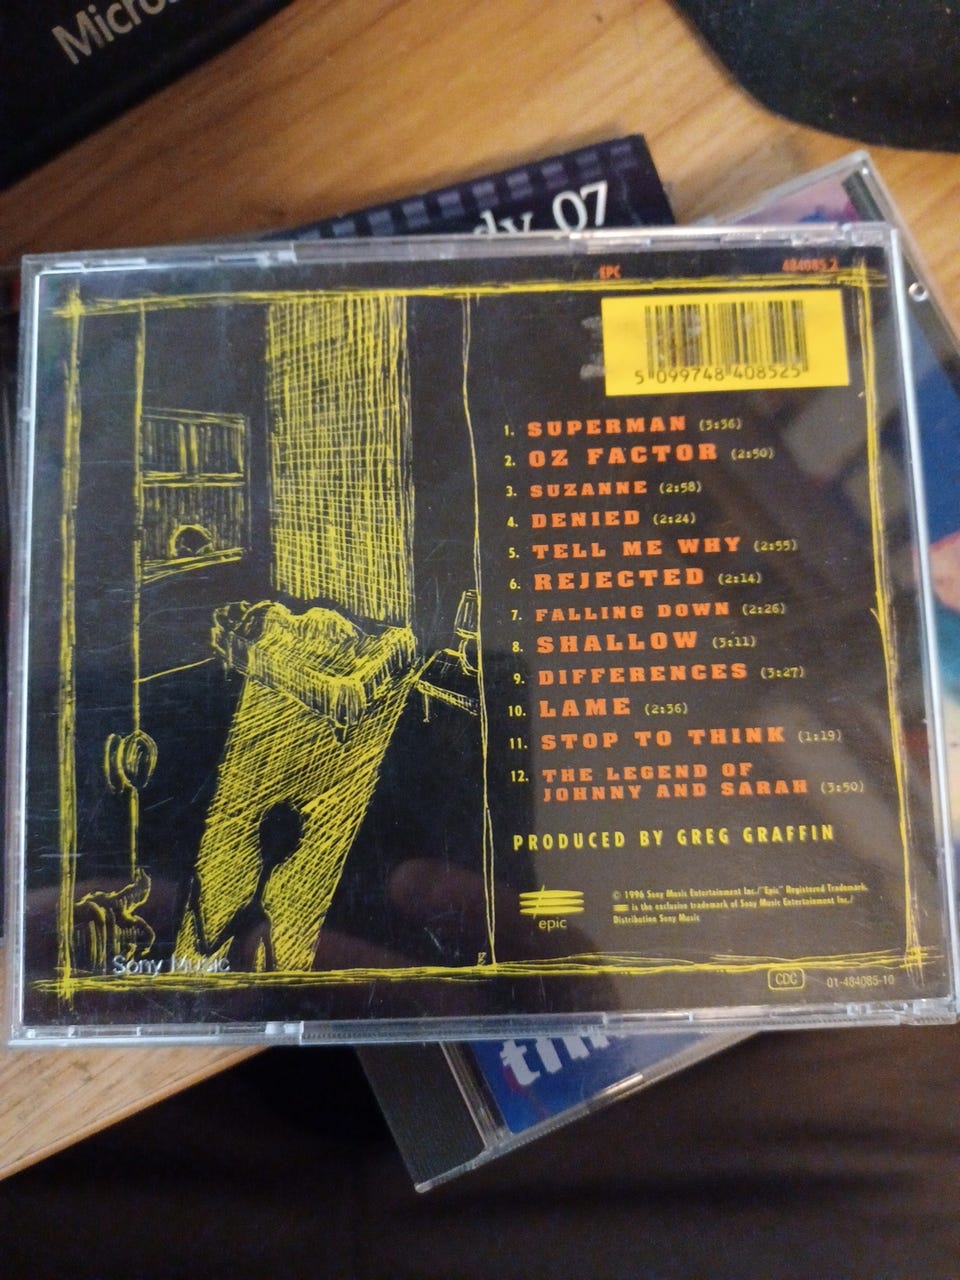 Micro
dy 07
EPC
484085 2
5 099748 408525
1. SUPERMAN (3:36)
2. OZ FACTOR (2:50)
3. SUZANNE (2:58)
4. DENIED (2:24)
5. TELL ME WHY (2:55)
6. REJECTED (2:14)
7. FALLING DOWN (2:26)
8. SHALLOW (3:11)
9. DIFFERENCES (3:27)
10. LAME (2:36)
11. STOP TO THINK (1:19)
12. THE LEGEND OF
JOHNNY AND SARAH (3:50)
PRODUCED BY GREG GRAFFIN
epic
© 1996 Sony Music Entertainment Inc./"Epic" Registered Trademark.
is the exclusive trademark of Sony Music Entertainment Inc./
Distribution Sony Music
Sony Music
CDC
01-484085-10